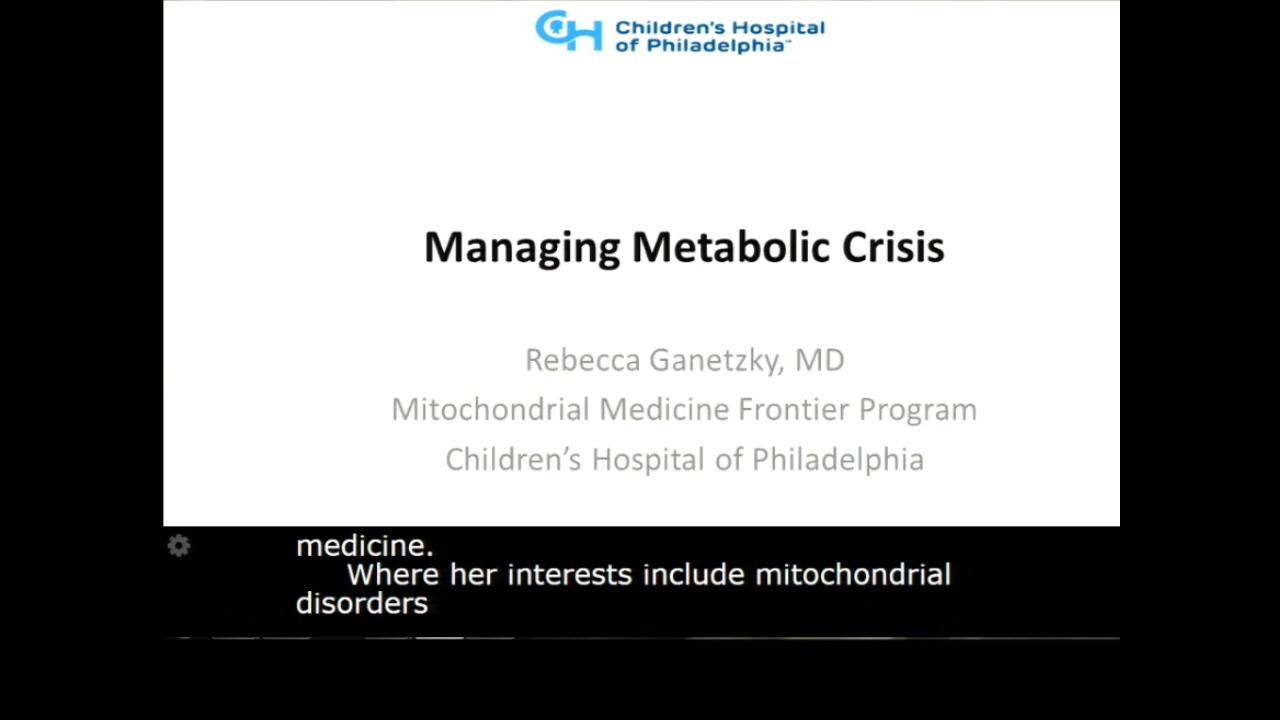 Children's Hospital
of Philadelphia™
Managing Metabolic Crisis
Rebecca Ganetzky, MD
Mitochondrial Medicine Frontier Program
Children’s Hospital of Philadelphia
medicine.
Where her interests include mitochondrial
disorders